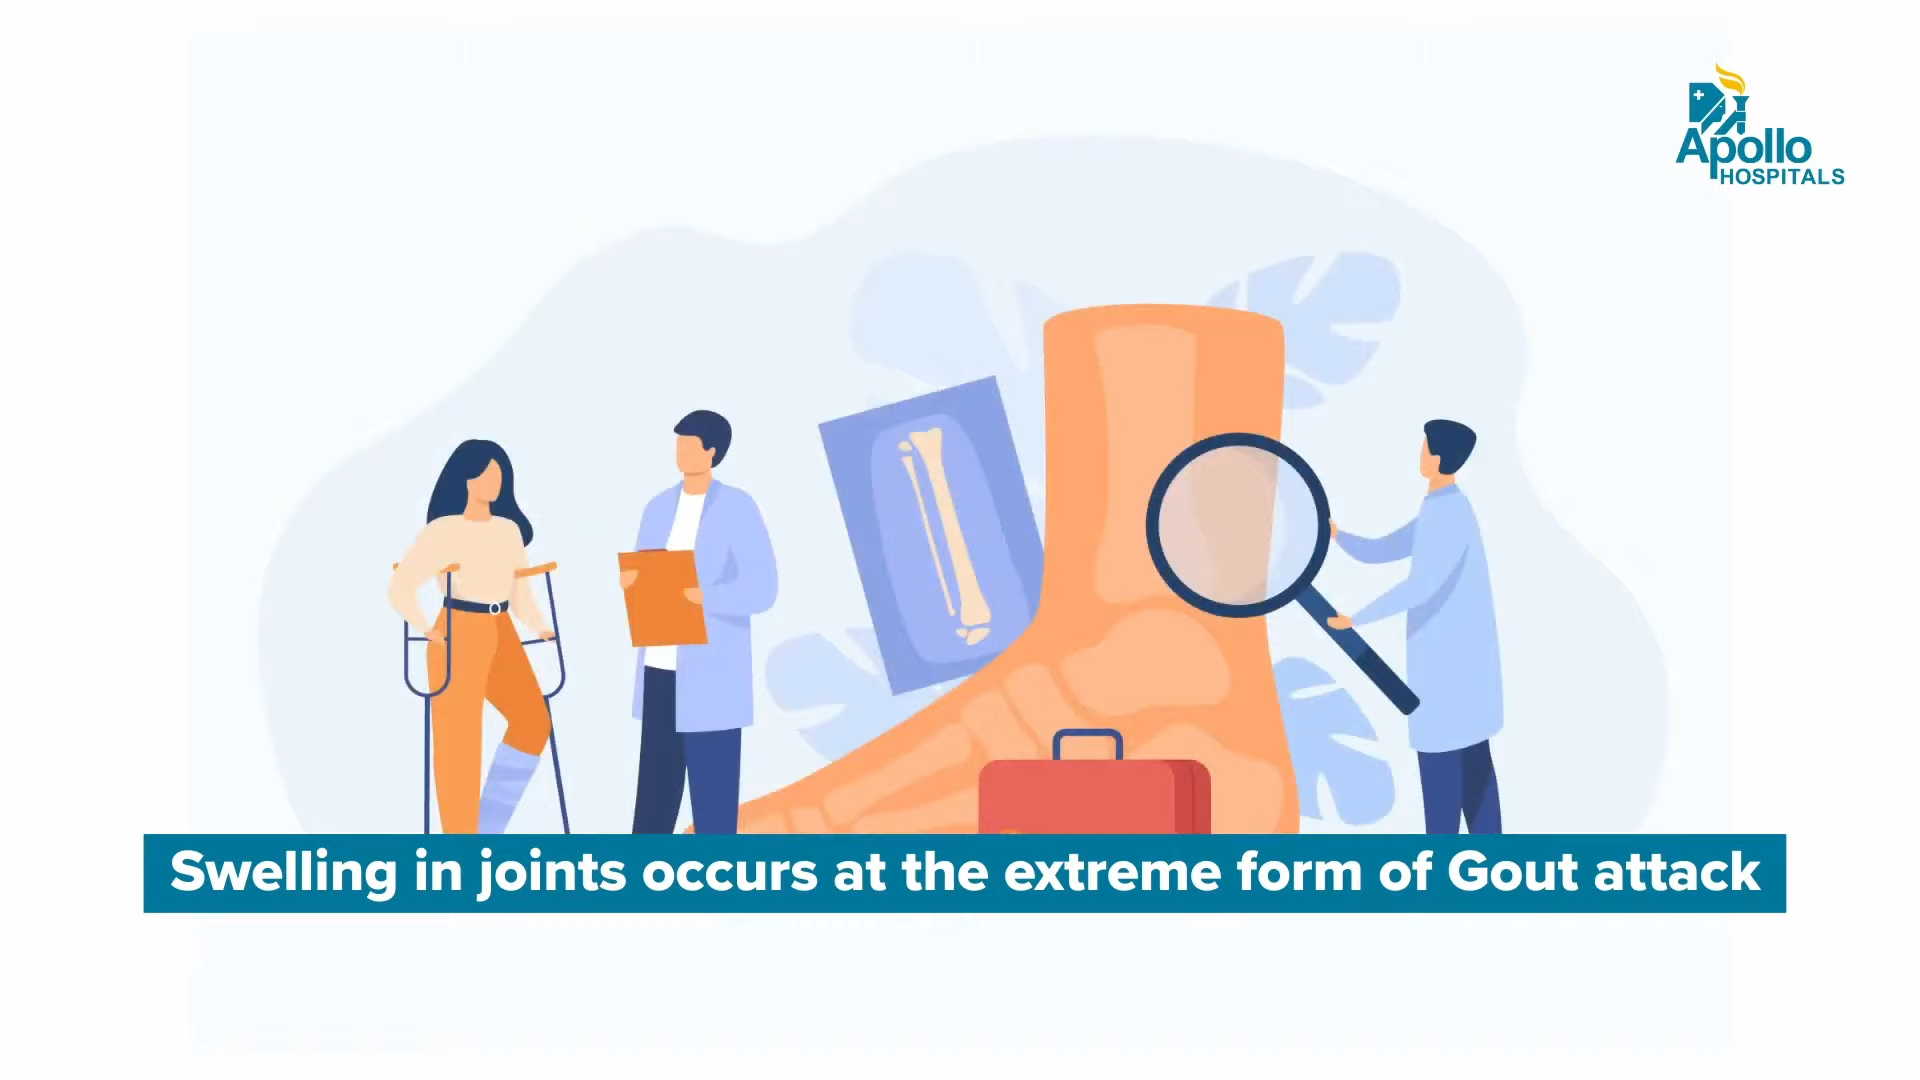 Apollo
HOSPITALS
Swelling in joints occurs at the extreme form of Gout attack